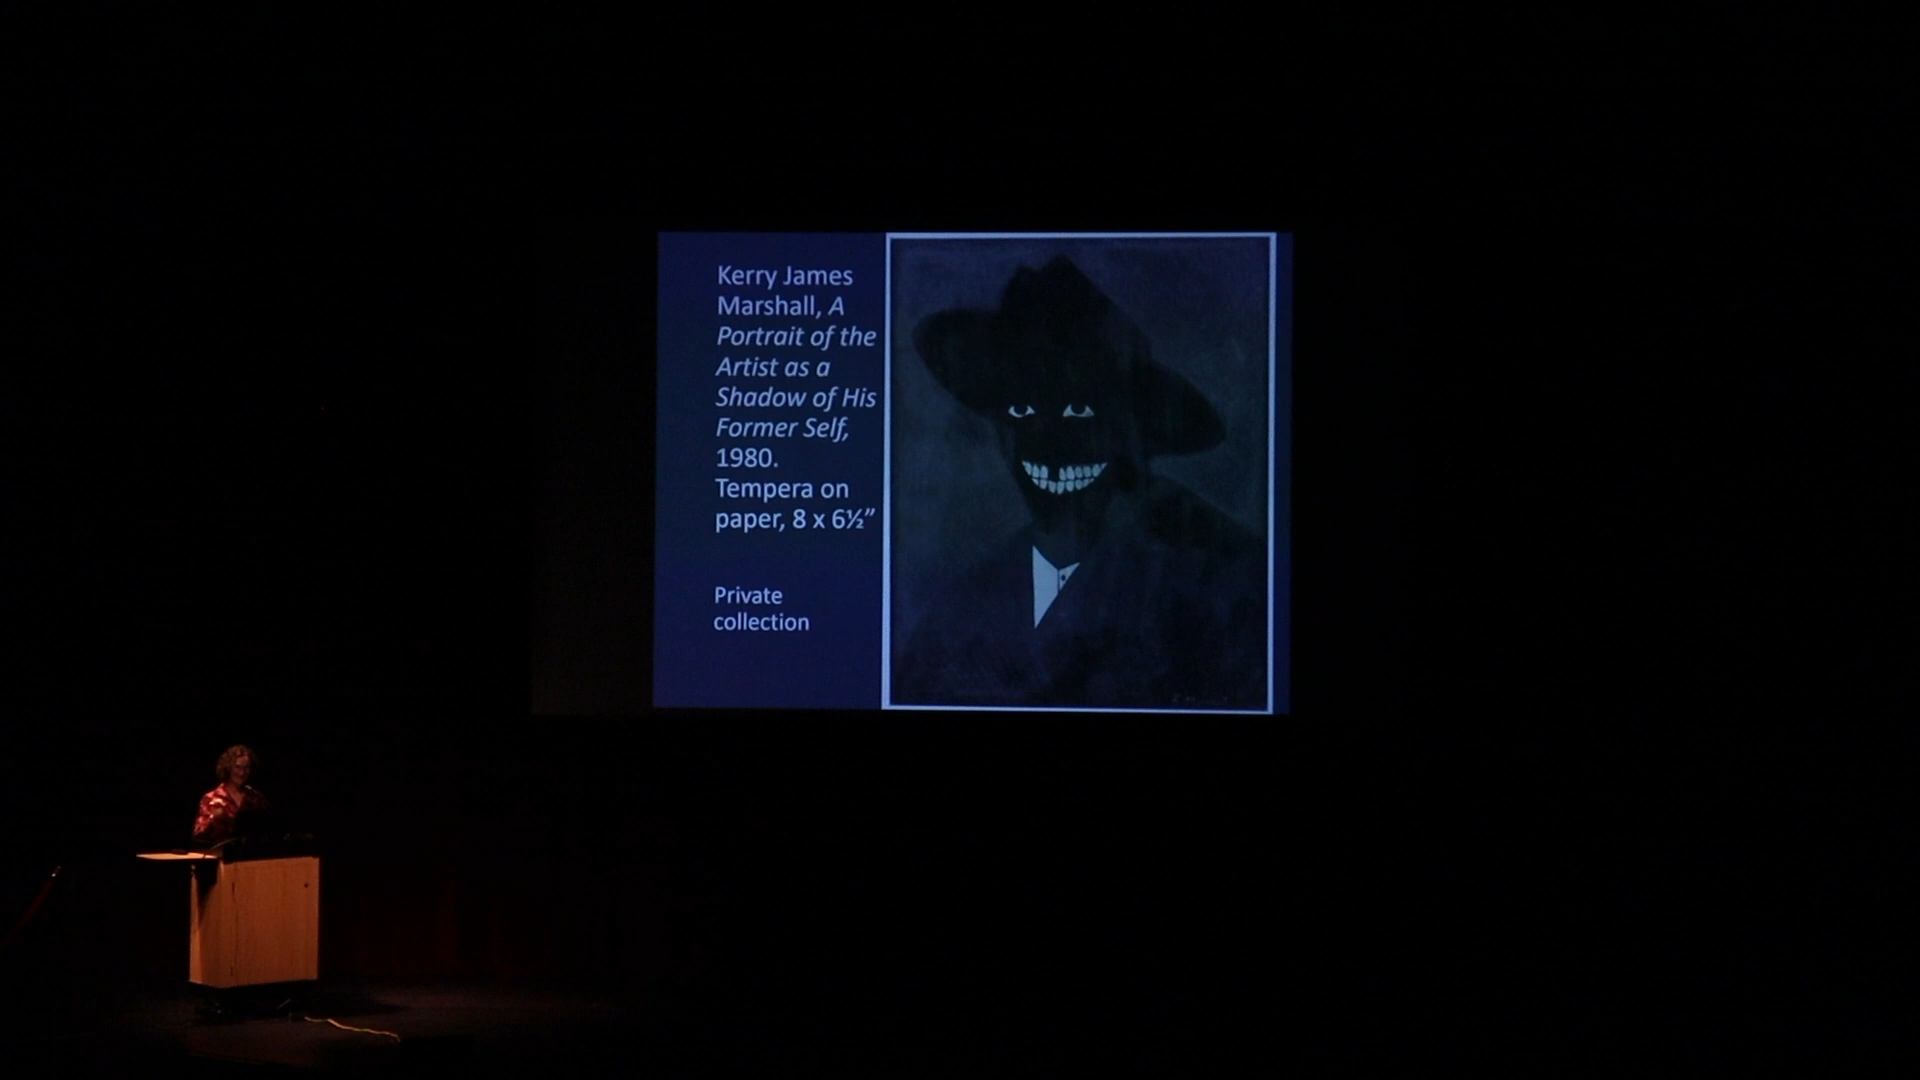 Kerry James
Marshall, A
Portrait of the
Artist as a
Shadow of His
Former Self,
1980.
Tempera on
paper, 8 x 6½”
Private
collection